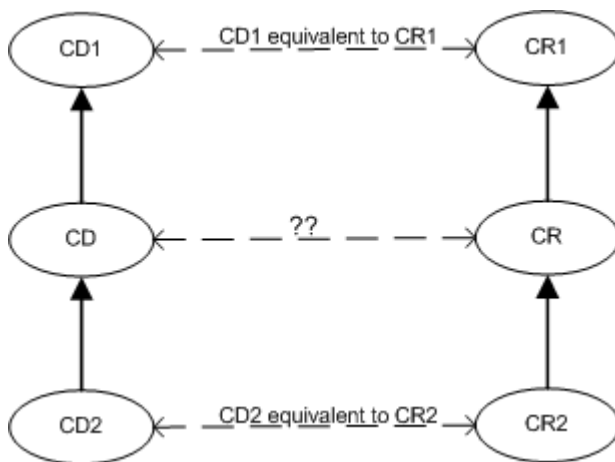 CD1
CD1 equivalent to CR1
CR1
CD
??
CR
CD2
CD2 equivalent to CR2
CR2